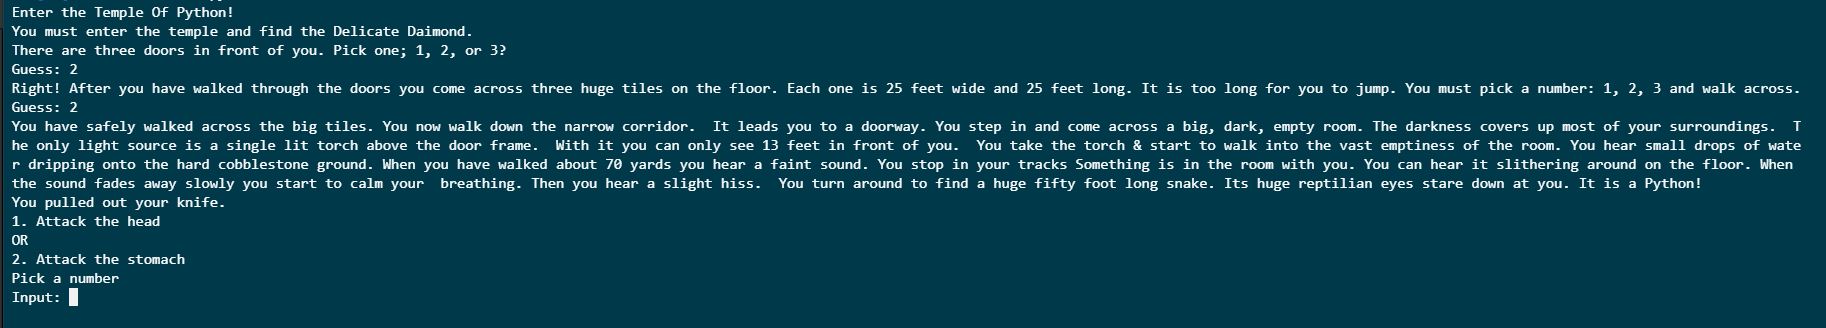 Enter the Temple Of Python!
You must enter the temple and find the Delicate Daimond.
There are three doors in front of you. Pick one; 1, 2, or 3?
Guess: 2
Right! After you have walked through the doors you come across three huge tiles on the floor. Each one is 25 feet wide and 25 feet long. It is too long for you to jump. You must pick a number: 1, 2, 3 and walk across.
Guess: 2
You have safely walked across the big tiles. You now walk down the narrow corridor.  It leads you to a doorway. You step in and come across a big, dark, empty room. The darkness covers up most of your surroundings.  T
he only light source is a single lit torch above the door frame.  With it you can only see 13 feet in front of you.  You take the torch & start to walk into the vast emptiness of the room. You hear small drops of wate
r dripping onto the hard cobblestone ground. When you have walked about 70 yards you hear a faint sound. You stop in your tracks Something is in the room with you. You can hear it slithering around on the floor. When
the sound fades away slowly you start to calm your  breathing. Then you hear a slight hiss.  You turn around to find a huge fifty foot long snake. Its huge reptilian eyes stare down at you. It is a Python!
You pulled out your knife.
1. Attack the head
OR
2. Attack the stomach
Pick a number
Input: